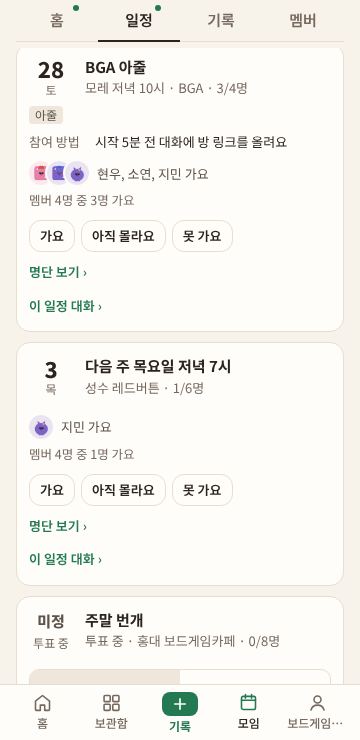 홈
일정
기록
멤버
28
토
BGA 아줄
모레 저녁 10시 · BGA · 3/4명
아줄
참여 방법 시작 5분 전 대화에 방 링크를 올려요
현우, 소연, 지민 가요
멤버 4명 중 3명 가요
가요
아직 몰라요
못 가요
명단 보기 ›
이 일정 대화 ›
3
목
다음 주 목요일 저녁 7시
성수 레드버튼 · 1/6명
지민 가요
멤버 4명 중 1명 가요
가요
아직 몰라요
못 가요
명단 보기 ›
이 일정 대화 ›
미정
투표 중
주말 번개
투표 중 · 홍대 보드게임카페 · 0/8명
홈
보관함
기록
모임
보드게임…